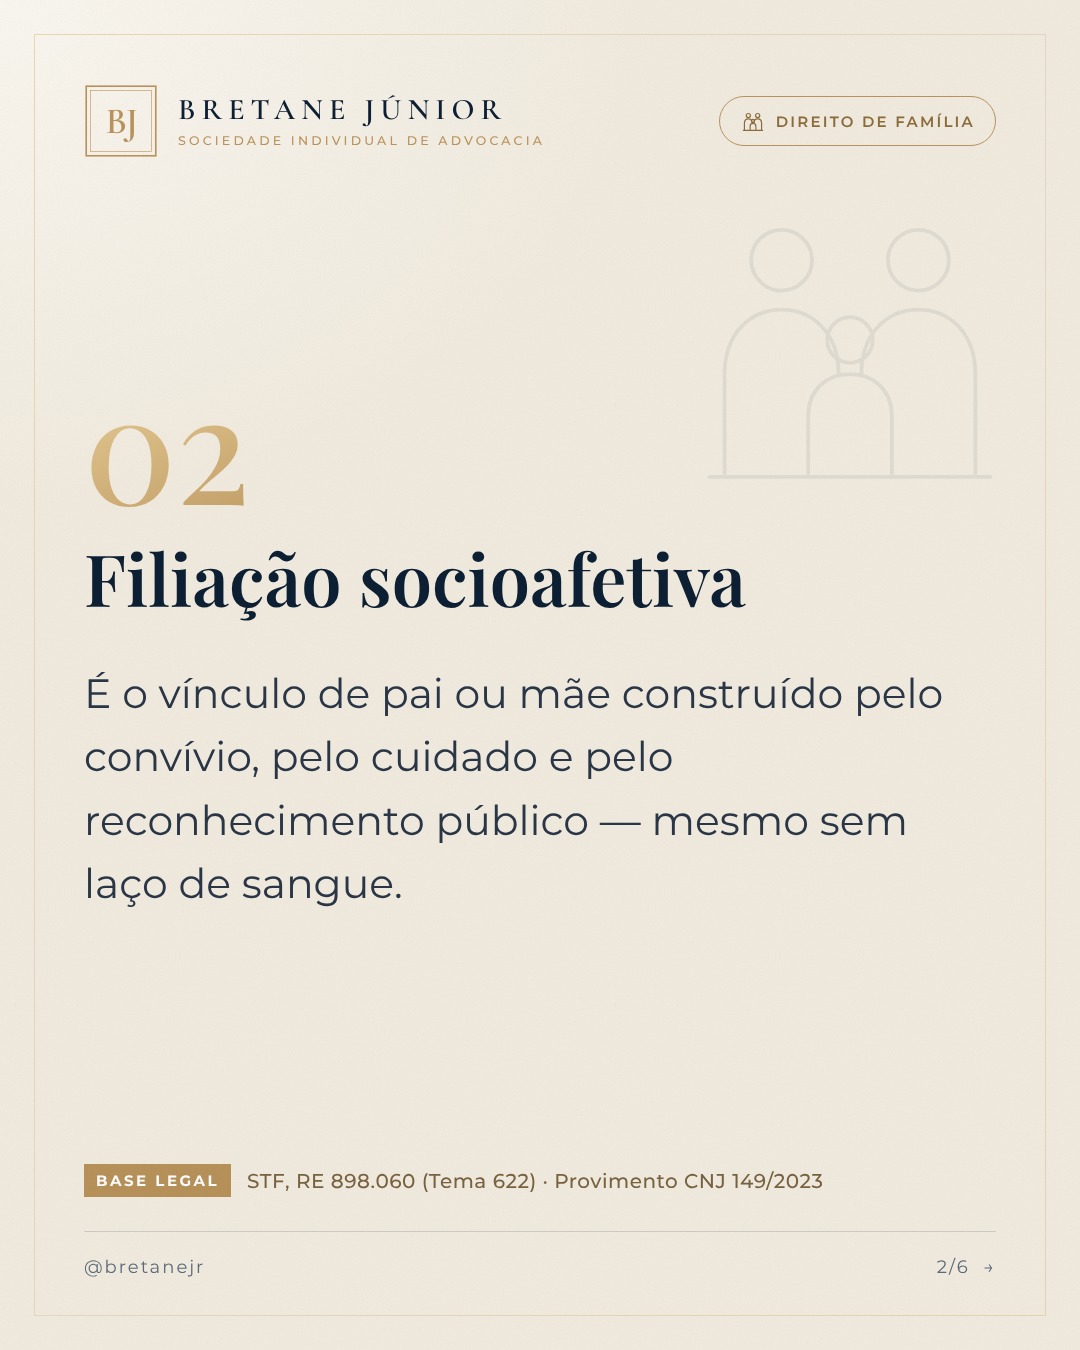 BJ
BRETANE JÚNIOR
SOCIEDADE INDIVIDUAL DE ADVOCACIA
DIREITO DE FAMÍLIA
02
Filiação socioafetiva
É o vínculo de pai ou mãe construído pelo
convívio, pelo cuidado e pelo
reconhecimento público — mesmo sem
laço de sangue.
BASE LEGAL STF, RE 898.060 (Tema 622) · Provimento CNJ 149/2023
@bretanejr
2/6 →